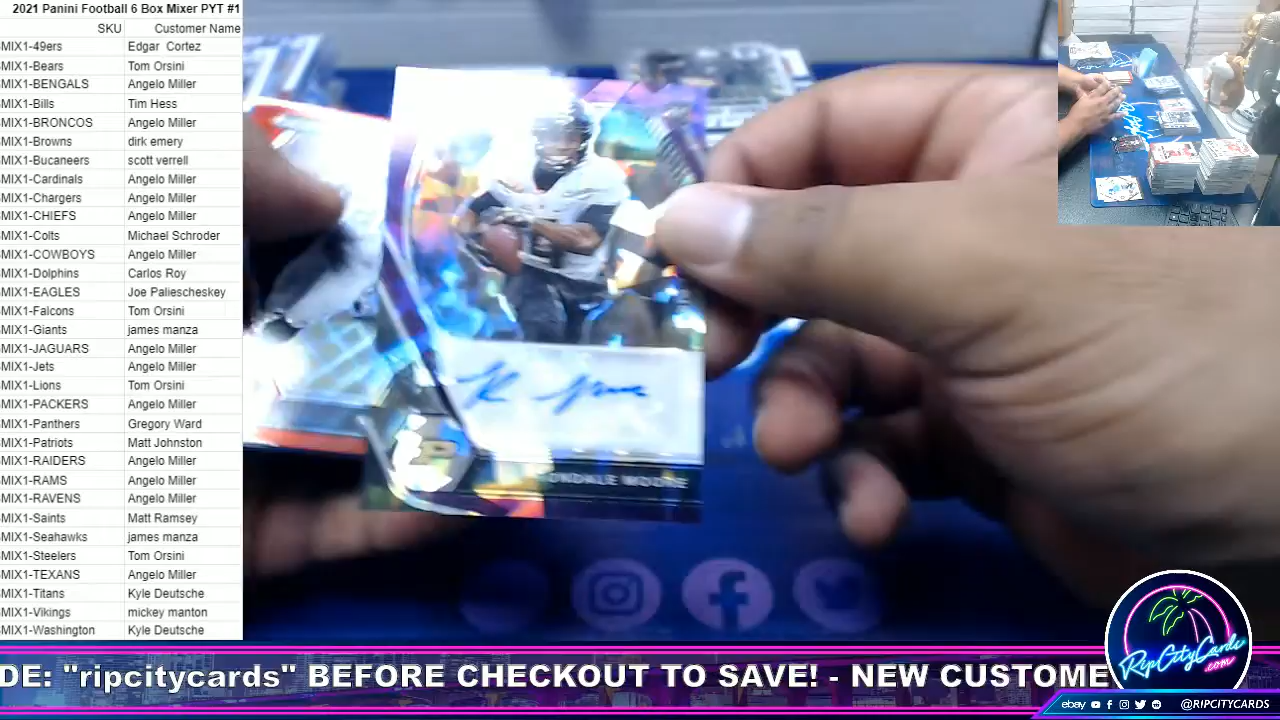 2021 Panini Football 6 Box Mixer PYT #1
SKU Customer Name
MIX1-49ers Edgar Cortez
MIX1-Bears Tom Orsini
MIX1-BENGALS Angelo Miller
MIX1-Bills Tim Hess
MIX1-BRONCOS Angelo Miller
MIX1-Browns dirk emery
MIX1-Bucaneers scott verrell
MIX1-Cardinals Angelo Miller
MIX1-Chargers Angelo Miller
MIX1-CHIEFS Angelo Miller
MIX1-Colts Michael Schroder
MIX1-COWBOYS Angelo Miller
MIX1-Dolphins Carlos Roy
MIX1-EAGLES Joe Paliescheskey
MIX1-Falcons Tom Orsini
MIX1-Giants james manza
MIX1-JAGUARS Angelo Miller
MIX1-Jets Angelo Miller
MIX1-Lions Tom Orsini
MIX1-PACKERS Angelo Miller
MIX1-Panthers Gregory Ward
MIX1-Patriots Matt Johnston
MIX1-RAIDERS Angelo Miller
MIX1-RAMS Angelo Miller
MIX1-RAVENS Angelo Miller
MIX1-Saints Matt Ramsey
MIX1-Seahawks james manza
MIX1-Steelers Tom Orsini
MIX1-TEXANS Angelo Miller
MIX1-Titans Kyle Deutsche
MIX1-Vikings mickey manton
MIX1-Washington Kyle Deutsche
ONDALE MOORE
DE: "ripcitycards" BEFORE CHECKOUT TO SAVE! - NEW CUSTOME
RipCityCards
.com
ebay @RIPCITYCARDS